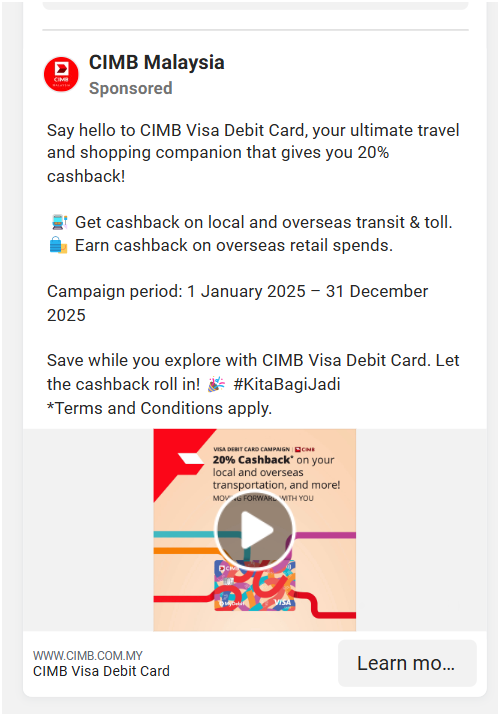 CIMB
MALAYSIA
CIMB Malaysia
Sponsored
Say hello to CIMB Visa Debit Card, your ultimate travel
and shopping companion that gives you 20%
cashback!
Get cashback on local and overseas transit & toll.
Earn cashback on overseas retail spends.
Campaign period: 1 January 2025 – 31 December
2025
Save while you explore with CIMB Visa Debit Card. Let
the cashback roll in! 🎉 #KitaBagiJadi
*Terms and Conditions apply.
VISA DEBIT CARD CAMPAIGN | CIMB
20% Cashback* on your
local and overseas
transportation, and more!
MOVING FORWARD WITH YOU
VISA
WWW.CIMB.COM.MY
CIMB Visa Debit Card
Learn mo...